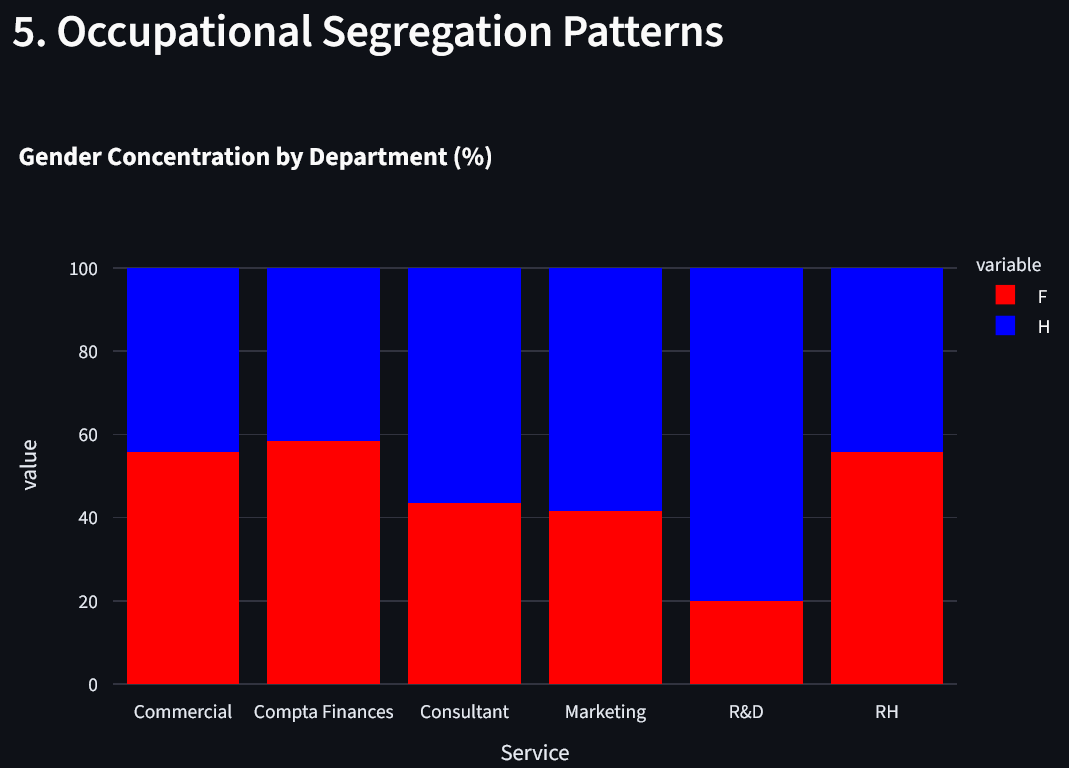 5. Occupational Segregation Patterns
Gender Concentration by Department (%)
variable
F
H
100
80
60
40
20
0
value
Commercial
Compta Finances
Consultant
Marketing
R&D
RH
Service